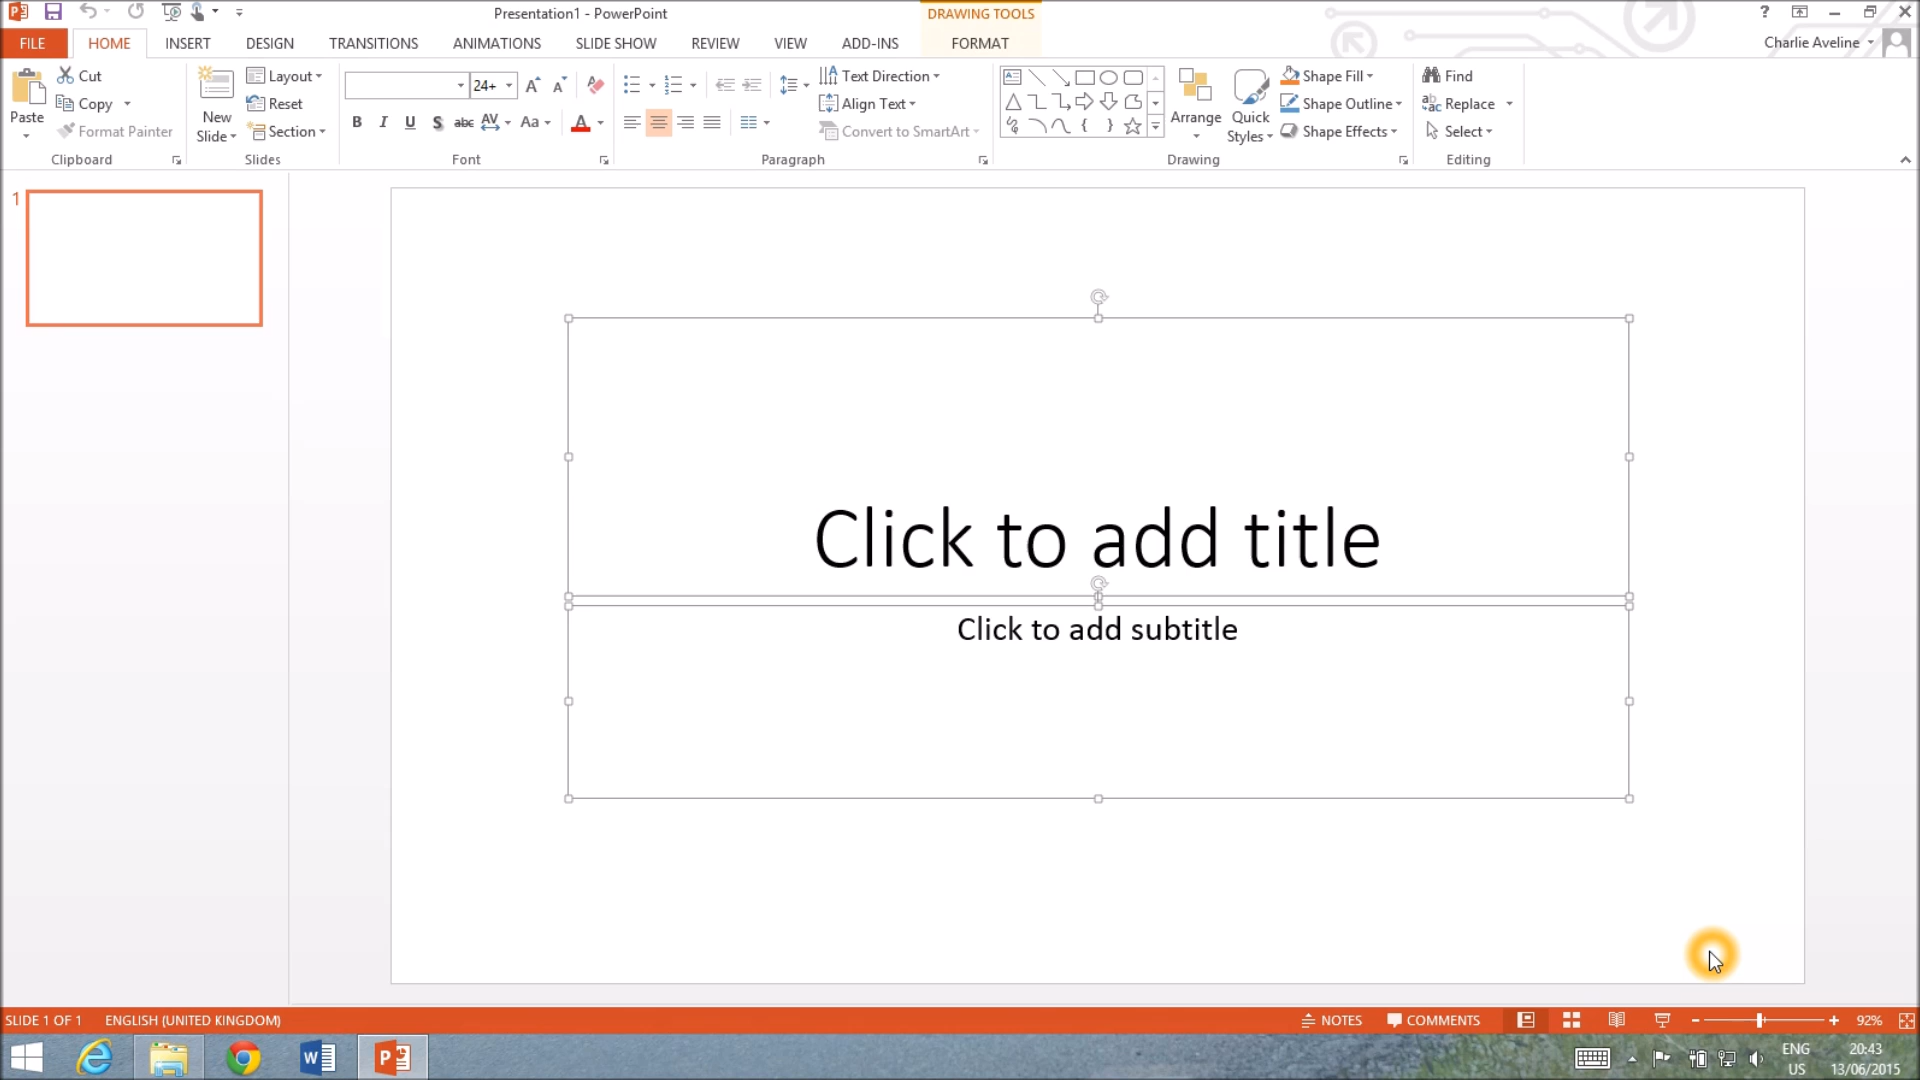 Presentation1 - PowerPoint
DRAWING TOOLS
?
FILE
HOME
INSERT
DESIGN
TRANSITIONS
ANIMATIONS
SLIDE SHOW
REVIEW
VIEW
ADD-INS
FORMAT
Charlie Aveline
Paste
Cut
Copy
Format Painter
Clipboard
New
Slide
Layout
Reset
Section
Slides
24+
B I U S abc AV Aa A
Font
Text Direction
Align Text
Convert to SmartArt
Paragraph
Arrange
Quick
Styles
Shape Fill
Shape Outline
Shape Effects
Drawing
Find
Replace
Select
Editing
1
Click to add title
Click to add subtitle
SLIDE 1 OF 1
ENGLISH (UNITED KINGDOM)
NOTES
COMMENTS
92%
ENG
US
20:43
13/06/2015